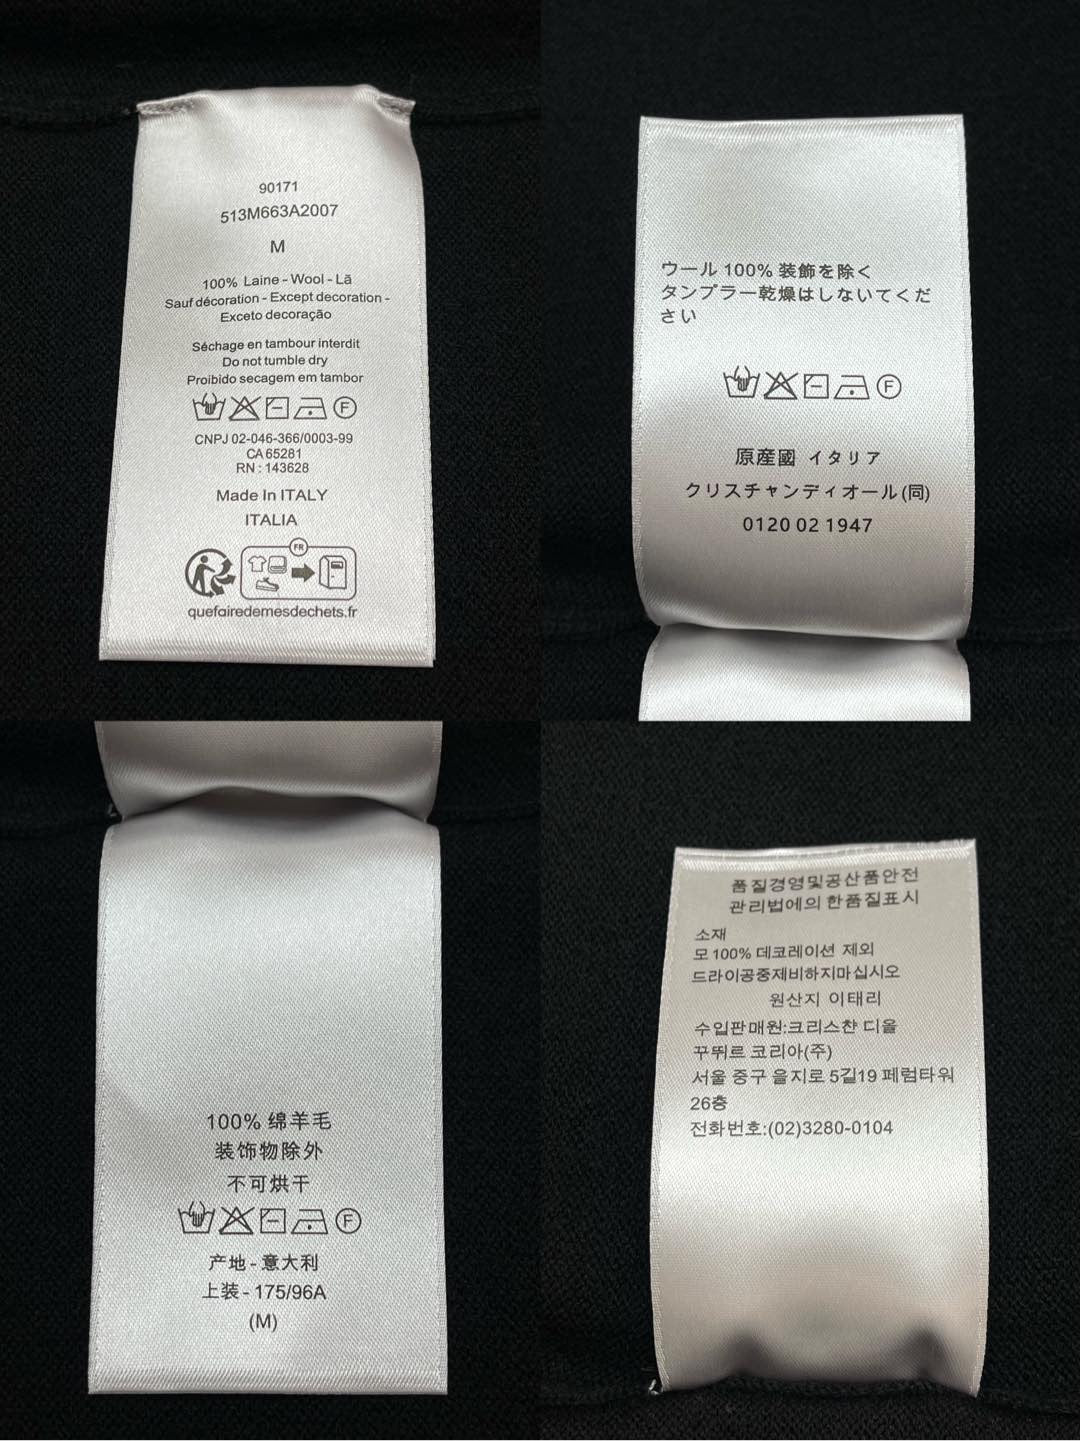 90171
513M663A2007
M
100% Laine - Wool - Lã
Sauf décoration - Except decoration -
Exceto decoração
Séchage en tambour interdit
Do not tumble dry
Proibido secagem em tambor
F
CNPJ 02-046-366/0003-99
CA 65281
RN : 143628
Made In ITALY
ITALIA
FR
quefairedemesdechets.fr
ウール 100% 装飾を除く
タンブラー乾燥はしないてくだ
さい
F
原産國 イタリア
クリスチャンディオール(同)
0120 02 1947
100% 绵羊毛
装饰物除外
不可烘干
F
产地 - 意大利
上装 - 175/96A
(M)
품질경영및공산품안전
관리법에의 한품질표시
소재
모 100% 데코레이션 제외
드라이공중제비하지마십시오
원산지 이태리
수입판매원:크리스챤 디올
꾸뛰르 코리아(주)
서울 중구 을지로 5길19 페럼타워
26층
전화번호:(02)3280-0104